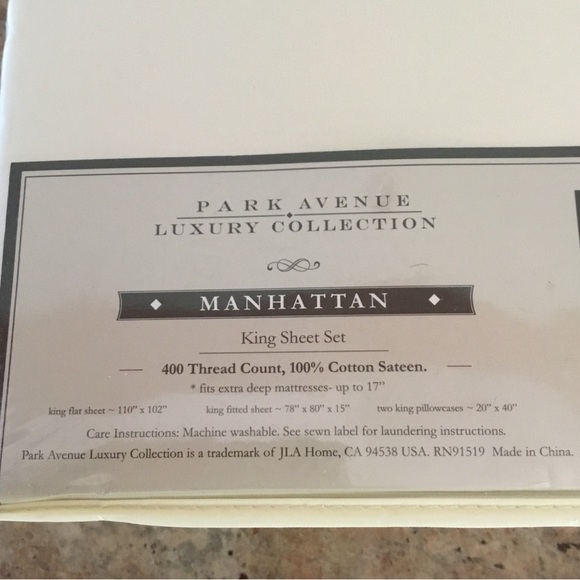 PARK AVENUE
LUXURY COLLECTION
MANHATTAN
King Sheet Set
400 Thread Count, 100% Cotton Sateen.
* fits extra deep mattresses- up to 17"
king flat sheet ~ 110" x 102" king fitted sheet ~ 78" x 80" x 15" two king pillowcases ~ 20" x 40"
Care Instructions: Machine washable. See sewn label for laundering instructions.
Park Avenue Luxury Collection is a trademark of JLA Home, CA 94538 USA. RN91519 Made in China.